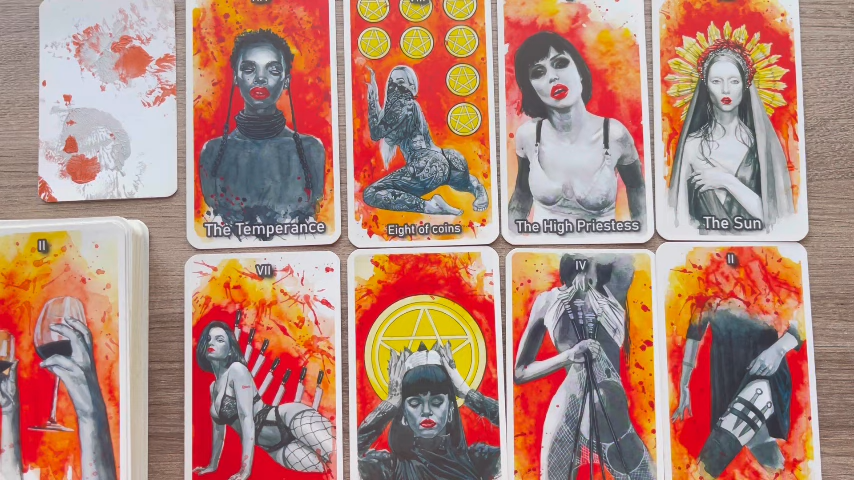 The Temperance
Eight of coins
The High Priestess
The Sun
II
VII
IV
II